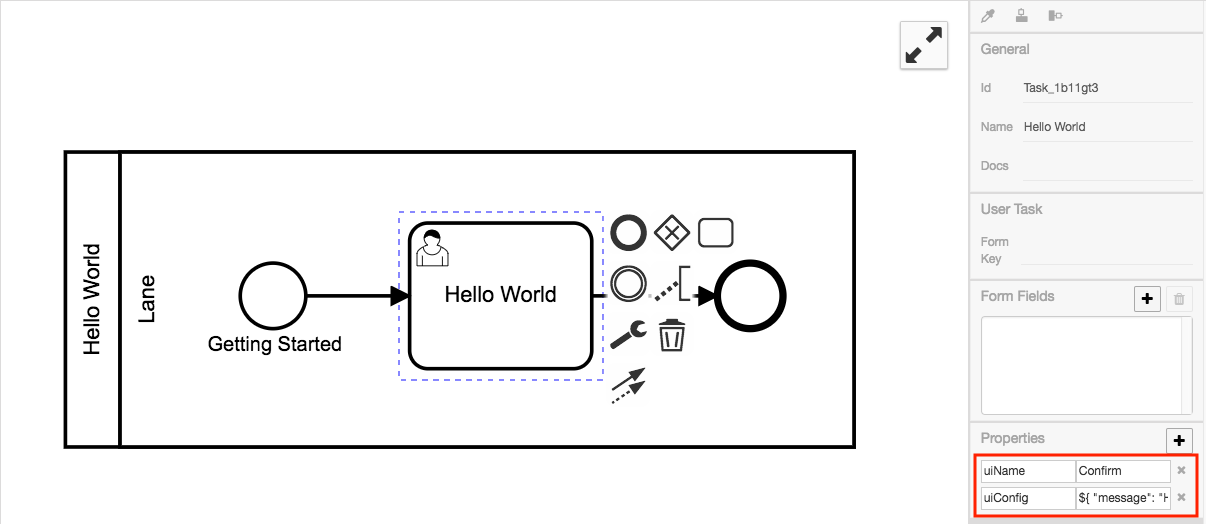 Hello World
Lane
Getting Started
Hello World
General
Id Task_1b11gt3
Name Hello World
Docs
User Task
Form
Key
Form Fields
Properties
uiName Confirm
uiConfig ${ "message": "H